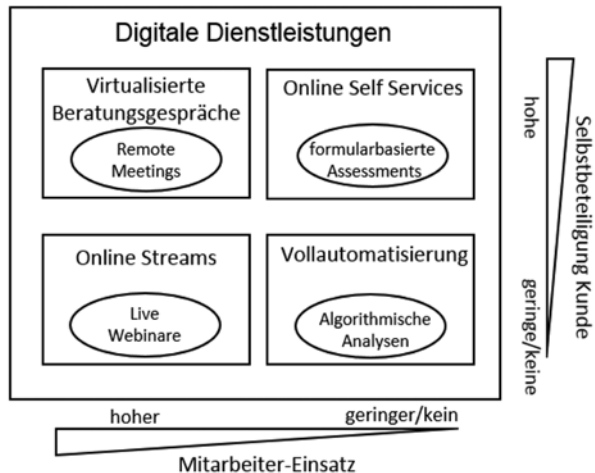 Digitale Dienstleistungen
Virtualisierte
Beratungsgespräche
Remote
Meetings
Online Self Services
formularbasierte
Assessments
Online Streams
Live
Webinare
Vollautomatisierung
Algorithmische
Analysen
hohe
geringe/keine
Selbstbeteiligung Kunde
hoher
geringer/kein
Mitarbeiter-Einsatz